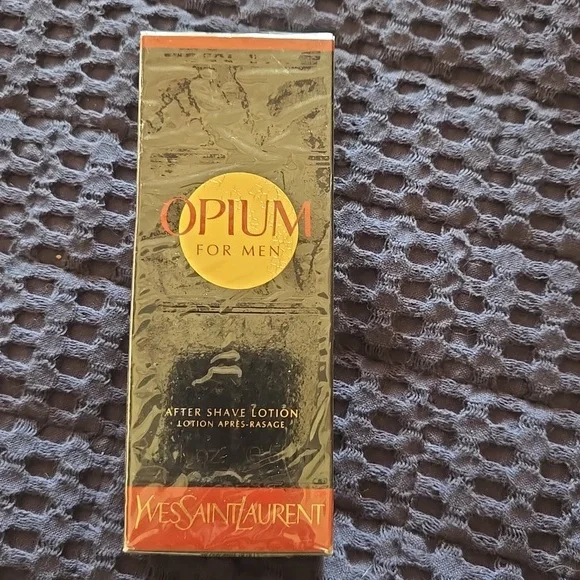 OPIUM
FOR MEN
AFTER SHAVE LOTION
LOTION APRÈS-RASAGE
YVESSAINTLAURENT